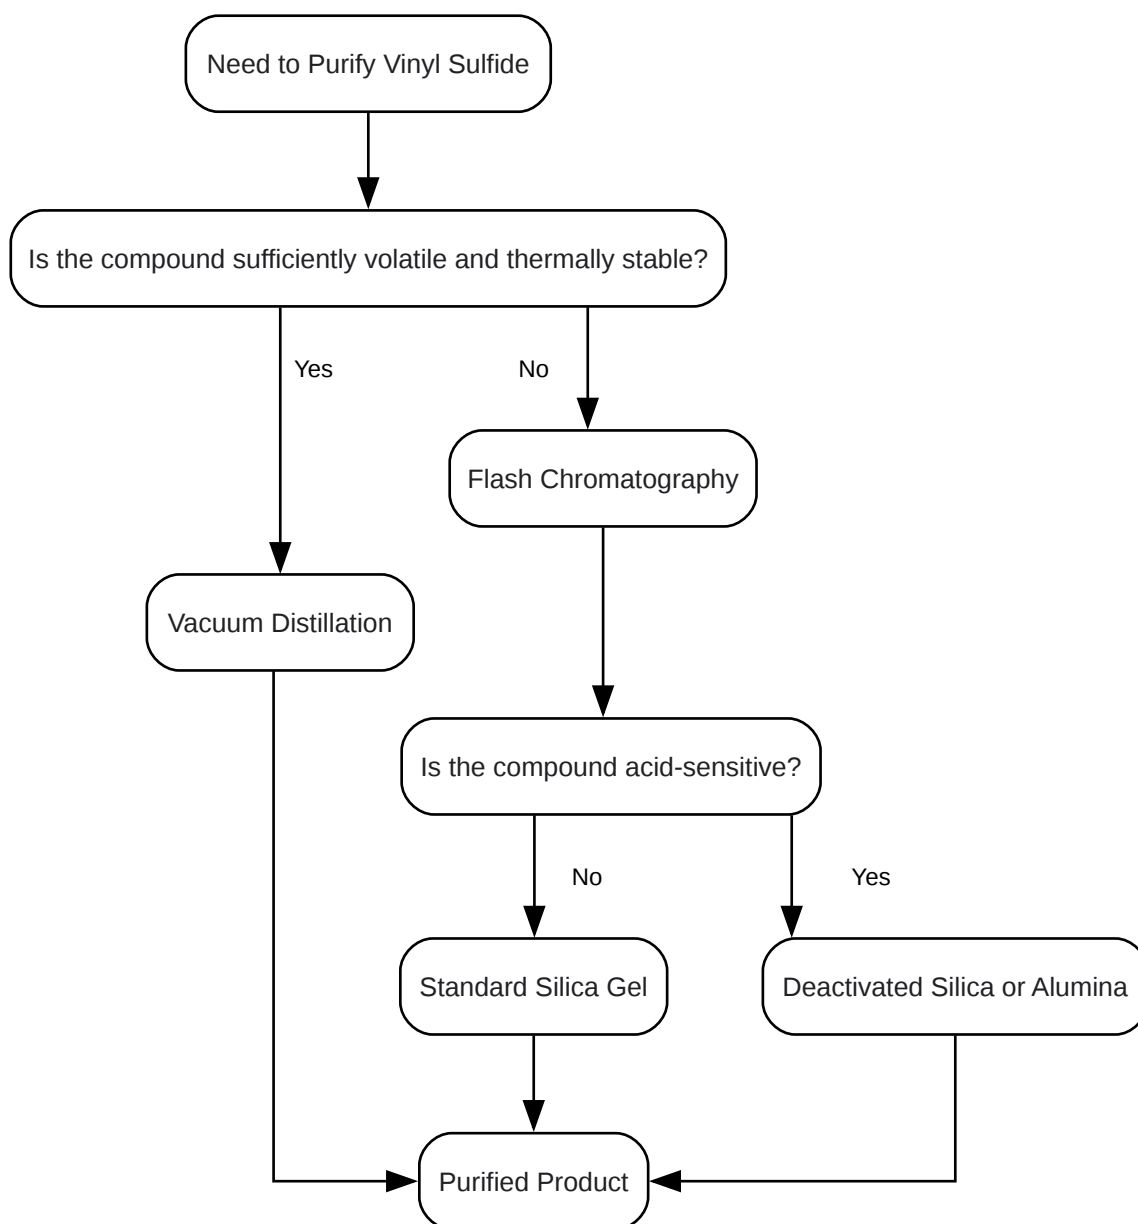 Need to Purify Vinyl Sulfide
Is the compound sufficiently volatile and thermally stable?
Yes
No
Flash Chromatography
Vacuum Distillation
Is the compound acid-sensitive?
No
Yes
Standard Silica Gel
Deactivated Silica or Alumina
Purified Product